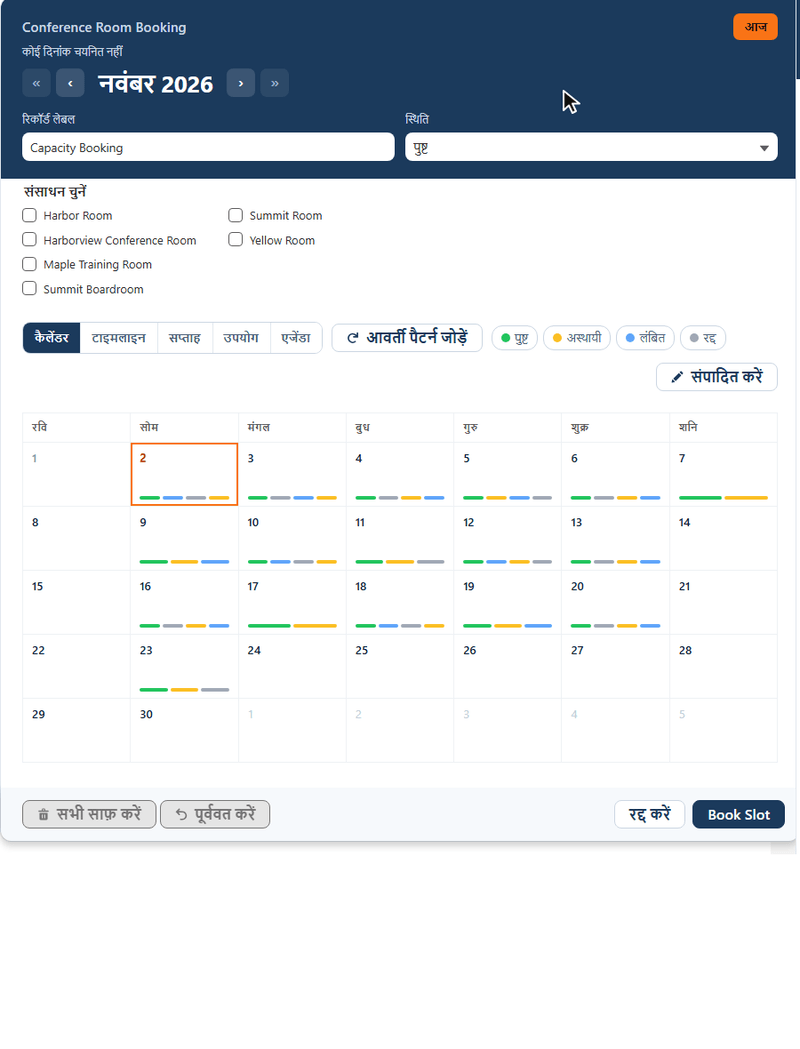 Conference Room Booking
आज
कोई दिनांक चयनित नहीं
« ‹ नवंबर 2026 › »
रिकॉर्ड लेबल स्थिति
Capacity Booking पुष्ट
संसाधन चुनें
Harbor Room Summit Room
Harborview Conference Room Yellow Room
Maple Training Room
Summit Boardroom
कैलेंडर टाइमलाइन सप्ताह उपयोग एजेंडा आवर्ती पैटर्न जोड़ें पुष्ट अस्थायी लंबित रद्द
संपादित करें
रवि सोम मंगल बुध गुरु शुक्र शनि
1 2 3 4 5 6 7
8 9 10 11 12 13 14
15 16 17 18 19 20 21
22 23 24 25 26 27 28
29 30 1 2 3 4 5
सभी साफ़ करें पूर्ववत करें रद्द करें Book Slot